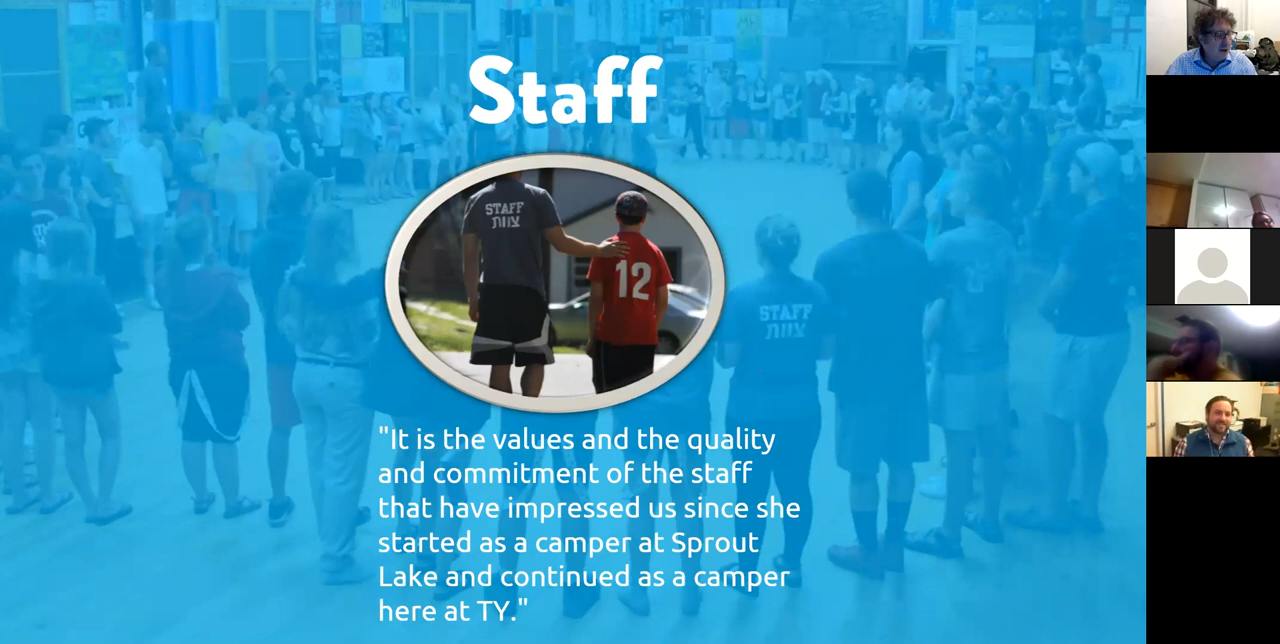 Staff
STAFF
צוות
12
STAFF
צוות
"It is the values and the quality
and commitment of the staff
that have impressed us since she
started as a camper at Sprout
Lake and continued as a camper
here at TY."